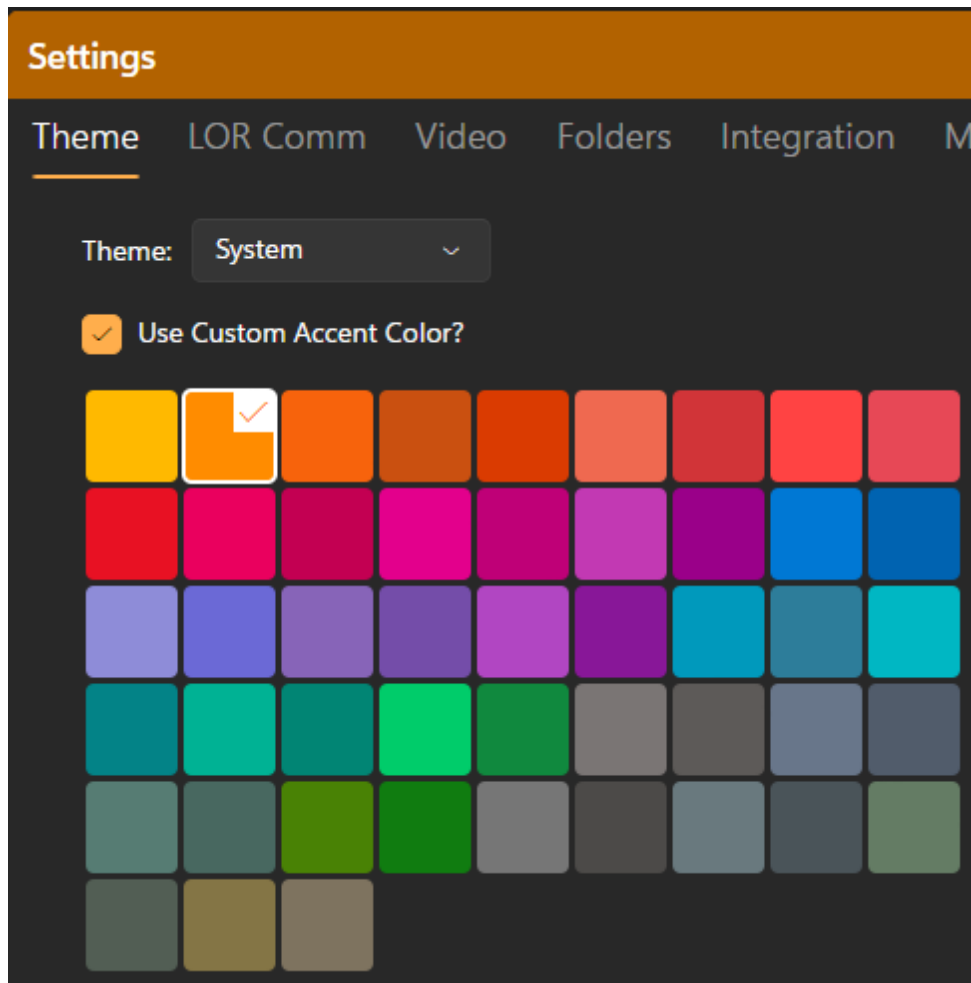 Settings
Theme LOR Comm Video Folders Integration M
Theme: System
Use Custom Accent Color?